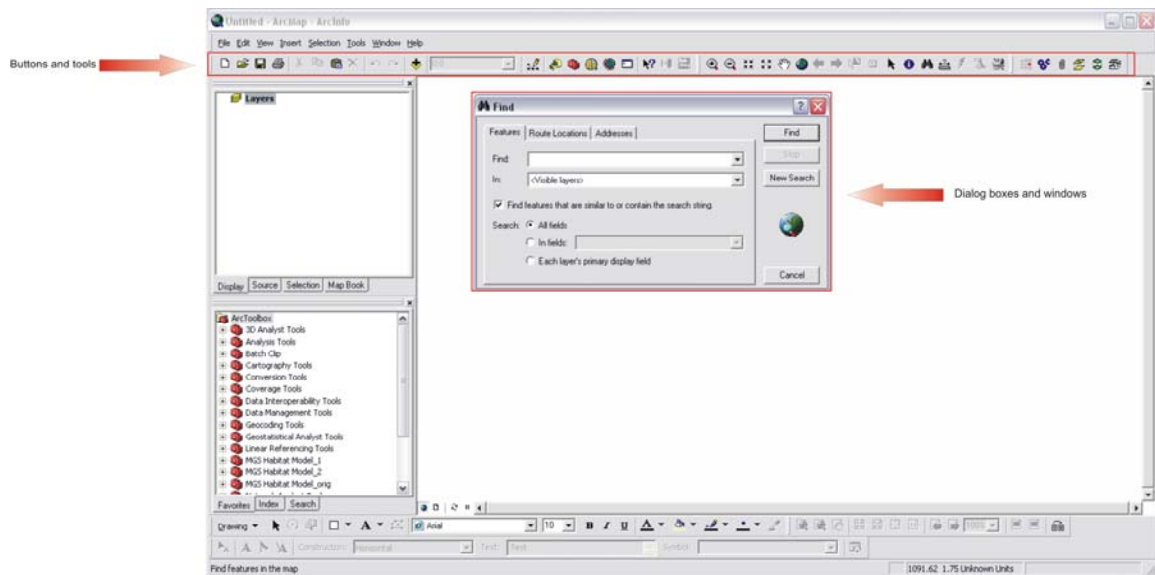 Untitled - ArcMap - ArcInfo
File Edit View Insert Selection Tools Window Help
Buttons and tools
Layers
Find
Features Route Locations Addresses
Find
Find:
Stop
In: <Visible layers>
New Search
Find features that are similar to or contain the search string
Search: All fields
In fields:
Each layer's primary display field
Cancel
Dialog boxes and windows
Display Source Selection Map Book
ArcToolbox
3D Analyst Tools
Analysis Tools
Batch Clip
Cartography Tools
Conversion Tools
Coverage Tools
Data Interoperability Tools
Data Management Tools
Geocoding Tools
Geostatistical Analyst Tools
Linear Referencing Tools
MGS Habitat Model_1
MGS Habitat Model_2
MGS Habitat Model_orig
Favorites Index Search
Drawing A Arial 10 B I U A 100%
Construction: Horizontal Text: Text Symbol:
Find features in the map
1091.62 1.75 Unknown Units